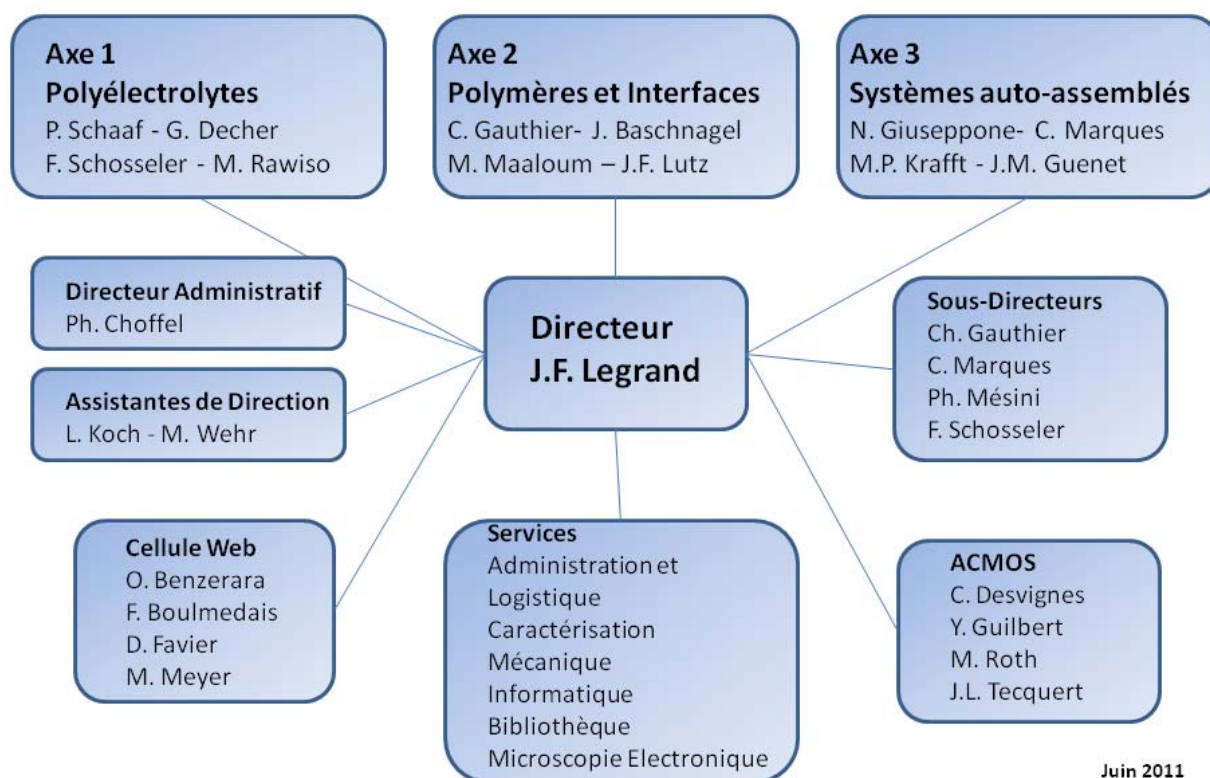 Axe 1
Polyélectrolytes
P. Schaaf - G. Decher
F. Schosseler - M. Rawiso
Axe 2
Polymères et Interfaces
C. Gauthier- J. Baschnagel
M. Maaloum – J.F. Lutz
Axe 3
Systèmes auto-assemblés
N. Giuseppone- C. Marques
M.P. Krafft - J.M. Guenet
Directeur Administratif
Ph. Choffel
Assistantes de Direction
L. Koch - M. Wehr
Directeur
J.F. Legrand
Sous-Directeurs
Ch. Gauthier
C. Marques
Ph. Mésini
F. Schosseler
Cellule Web
O. Benzerara
F. Boulmedais
D. Favier
M. Meyer
Services
Administration et
Logistique
Caractérisation
Mécanique
Informatique
Bibliothèque
Microscopie Electronique
ACMOS
C. Desvignes
Y. Guilbert
M. Roth
J.L. Tecquert
Juin 2011